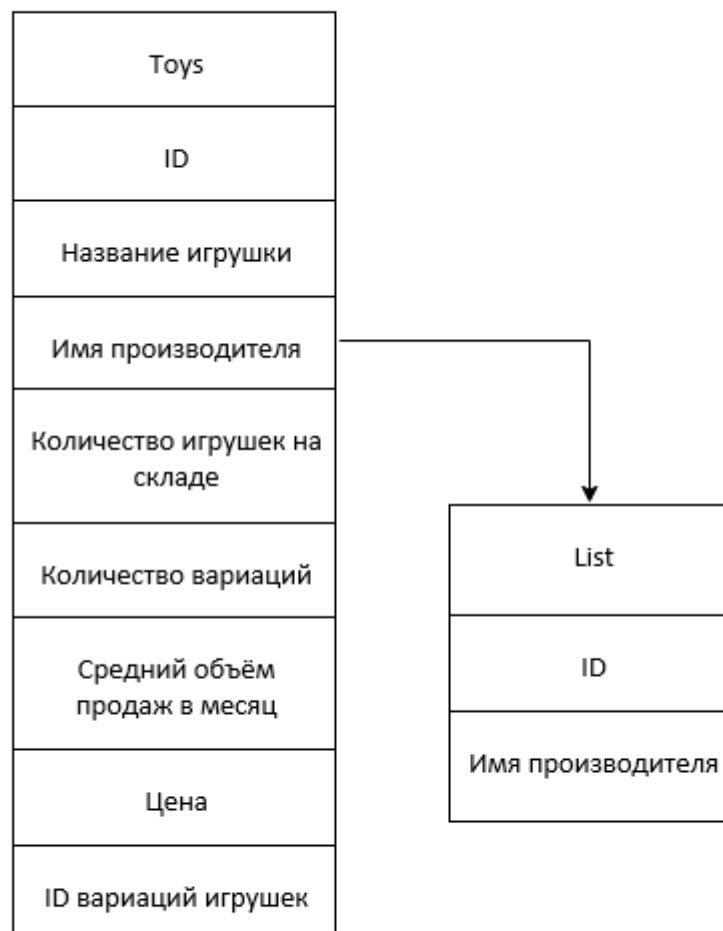 Toys
ID
Название игрушки
Имя производителя
Количество игрушек на
складе
Количество вариаций
Средний объём
продаж в месяц
Цена
ID вариаций игрушек
List
ID
Имя производителя